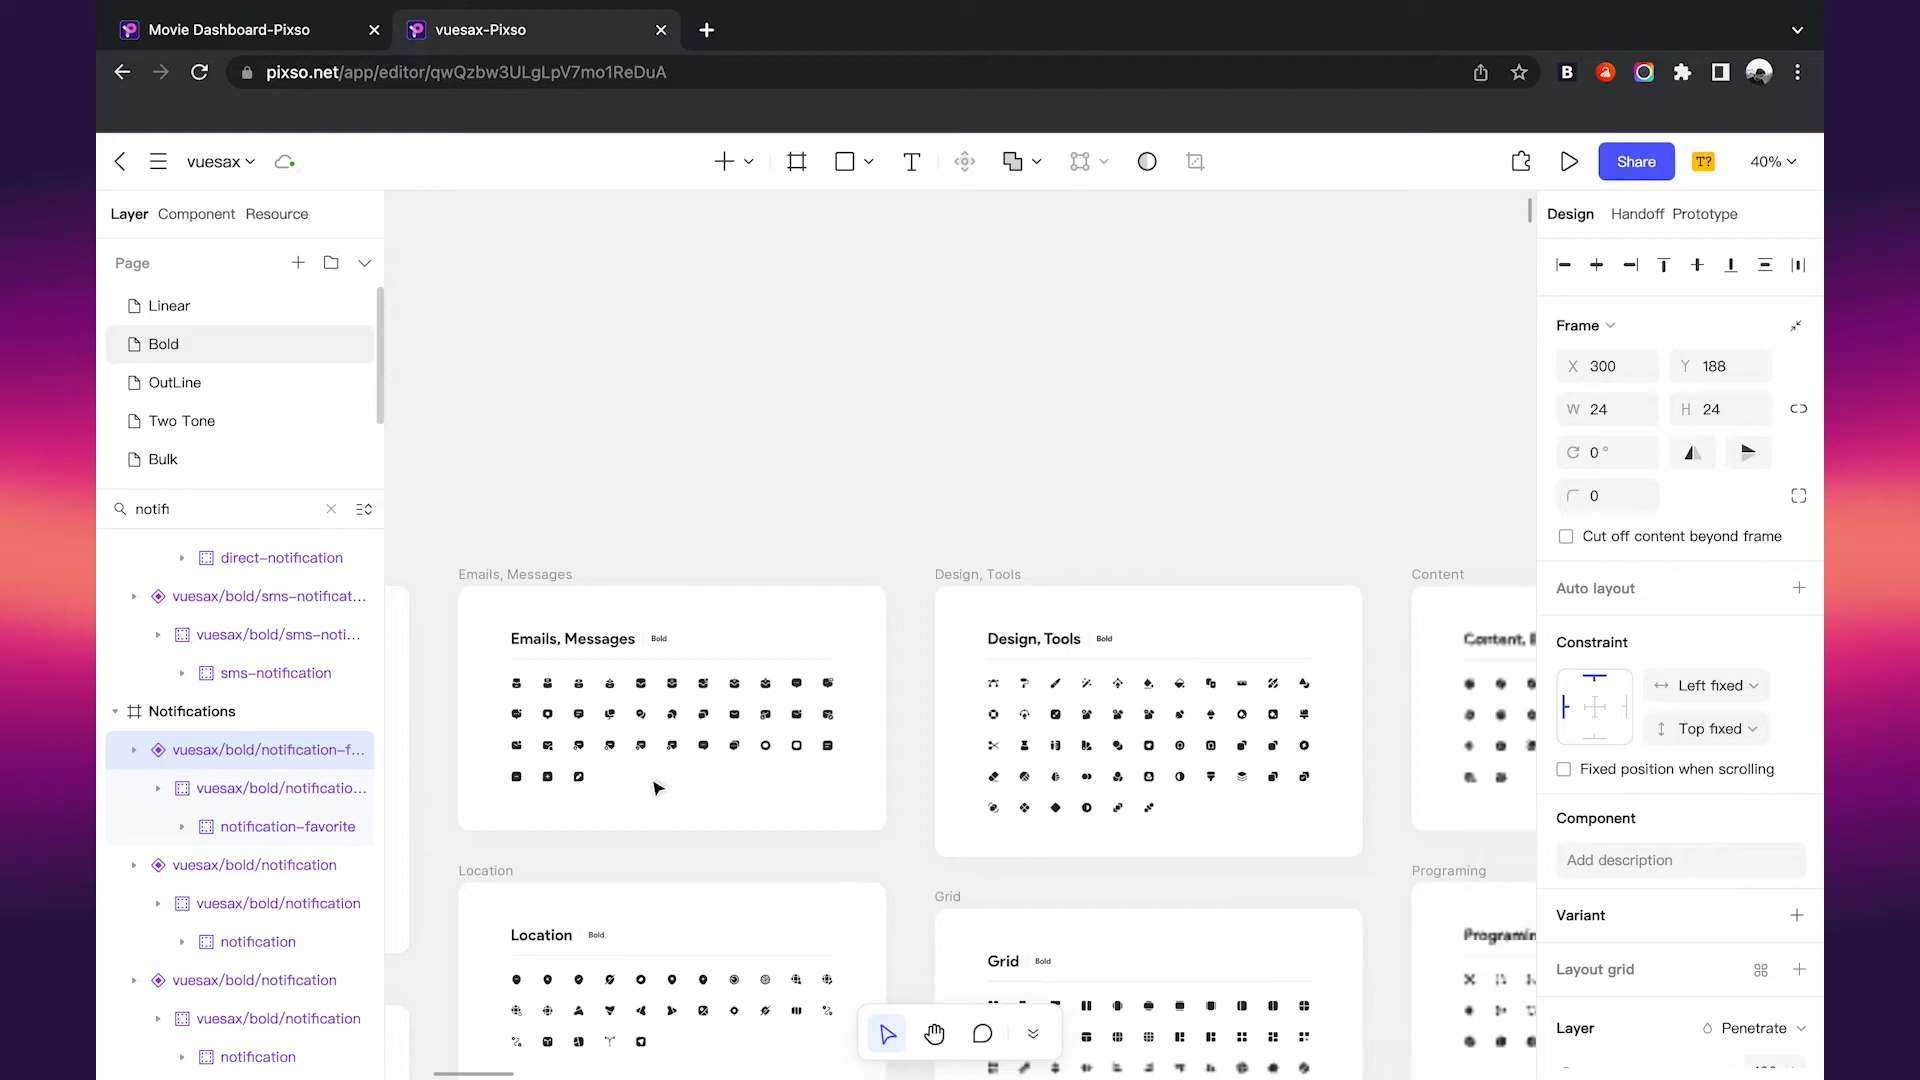 Movie Dashboard-Pixso
vuesax-Pixso
pixso.net/app/editor/qwQzbw3ULgLpV7mo1ReDuA
vuesax
T
Share
T?
40%
Layer Component Resource
Page
Linear
Bold
OutLine
Two Tone
Bulk
notifi
direct-notification
vuesax/bold/sms-notificat...
vuesax/bold/sms-noti...
sms-notification
Notifications
vuesax/bold/notification-f...
vuesax/bold/notificatio...
notification-favorite
vuesax/bold/notification
vuesax/bold/notification
notification
vuesax/bold/notification
vuesax/bold/notification
notification
Emails, Messages
Emails, Messages Bold
Location
Location Bold
Design, Tools
Design, Tools Bold
Grid
Grid Bold
Content
Content,
Programing
Programin
Design Handoff Prototype
Frame
X 300
Y 188
W 24
H 24
0°
0
Cut off content beyond frame
Auto layout
Constraint
Left fixed
Top fixed
Fixed position when scrolling
Component
Add description
Variant
Layout grid
Layer
Penetrate